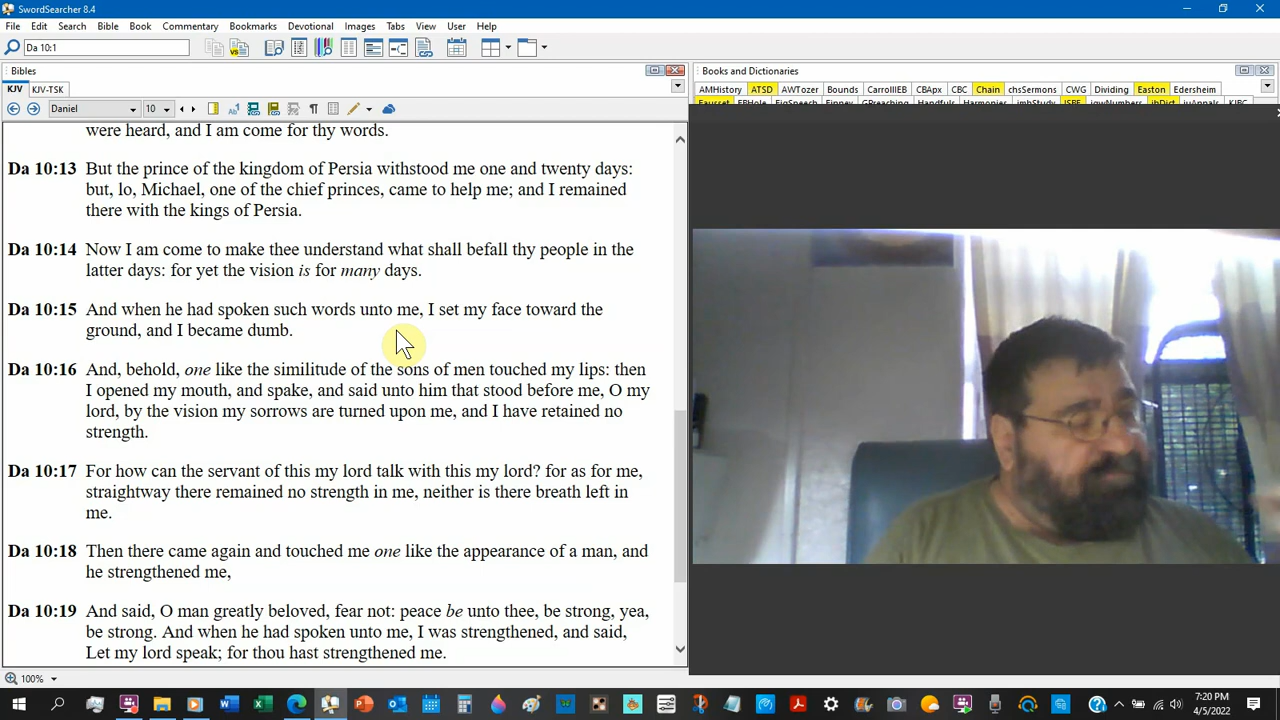 SwordSearcher 8.4
File Edit Search Bible Book Commentary Bookmarks Devotional Images Tabs View User Help
Da 10:1
Bibles
KJV KJV-TSK
Daniel 10
were heard, and I am come for thy words.
Da 10:13 But the prince of the kingdom of Persia withstood me one and twenty days:
but, lo, Michael, one of the chief princes, came to help me; and I remained
there with the kings of Persia.
Da 10:14 Now I am come to make thee understand what shall befall thy people in the
latter days: for yet the vision is for many days.
Da 10:15 And when he had spoken such words unto me, I set my face toward the
ground, and I became dumb.
Da 10:16 And, behold, one like the similitude of the sons of men touched my lips: then
I opened my mouth, and spake, and said unto him that stood before me, O my
lord, by the vision my sorrows are turned upon me, and I have retained no
strength.
Da 10:17 For how can the servant of this my lord talk with this my lord? for as for me,
straightway there remained no strength in me, neither is there breath left in
me.
Da 10:18 Then there came again and touched me one like the appearance of a man, and
he strengthened me,
Da 10:19 And said, O man greatly beloved, fear not: peace be unto thee, be strong, yea,
be strong. And when he had spoken unto me, I was strengthened, and said,
Let my lord speak; for thou hast strengthened me.
100%
Books and Dictionaries
AMHistory ATSD AWTozer Bounds CarrollIEB CBApx CBC Chain chsSermons CWG Dividing Easton Edersheim
7:20 PM
4/5/2022